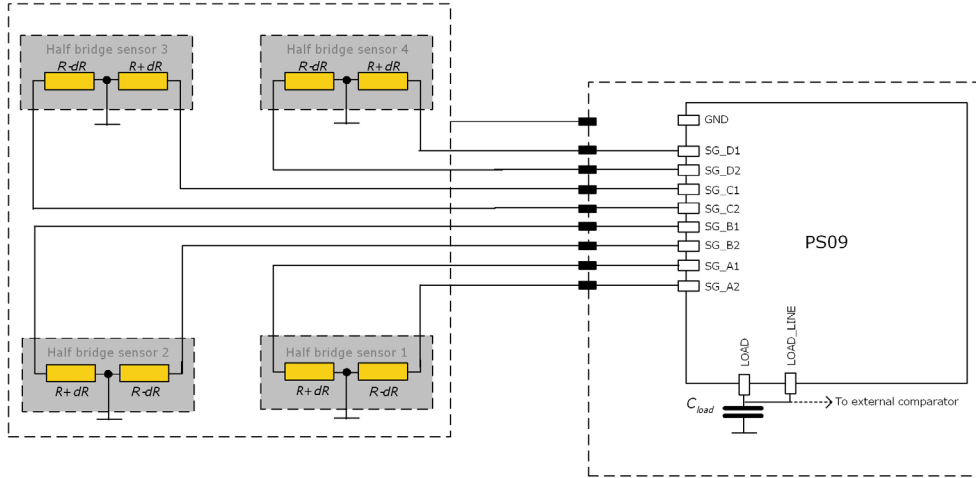 Half bridge sensor 3
R-dR
R+dR
Half bridge sensor 4
R-dR
R+dR
GND
SG_D1
SG_D2
SG_C1
SG_C2
SG_B1
SG_B2
SG_A1
SG_A2
PS09
LOAD
LOAD_LINE
Half bridge sensor 2
R+dR
R-dR
Half bridge sensor 1
R+dR
R-dR
Cload
To external comparator